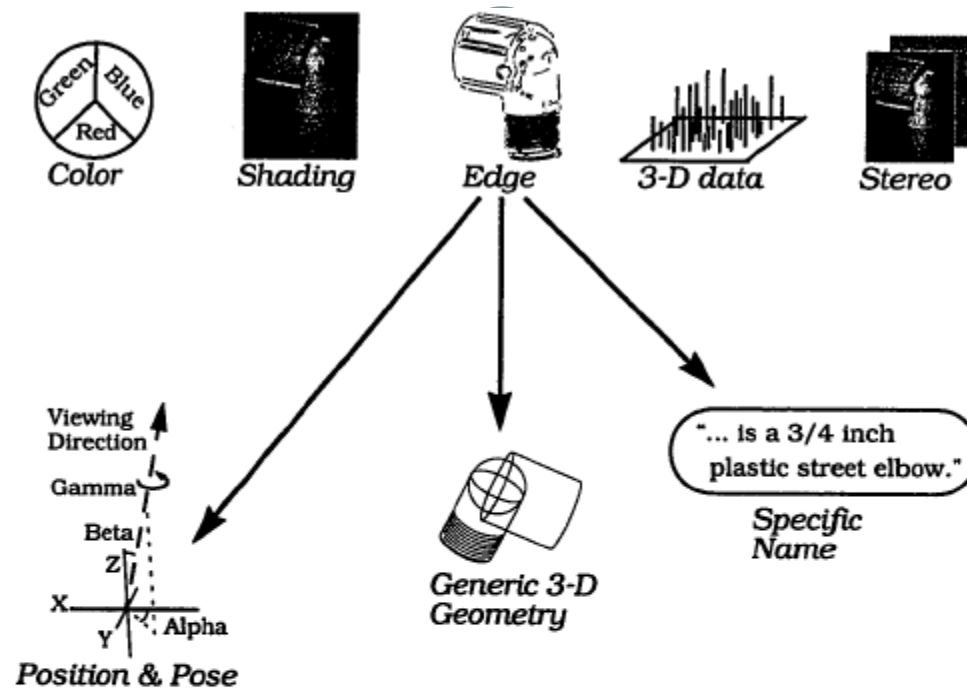 Green
Blue
Red
Color
Shading
Edge
3-D data
Stereo
Viewing
Direction
Gamma
Beta
Z
X
Y
Alpha
Position & Pose
Generic 3-D
Geometry
"... is a 3/4 inch
plastic street elbow."
Specific
Name